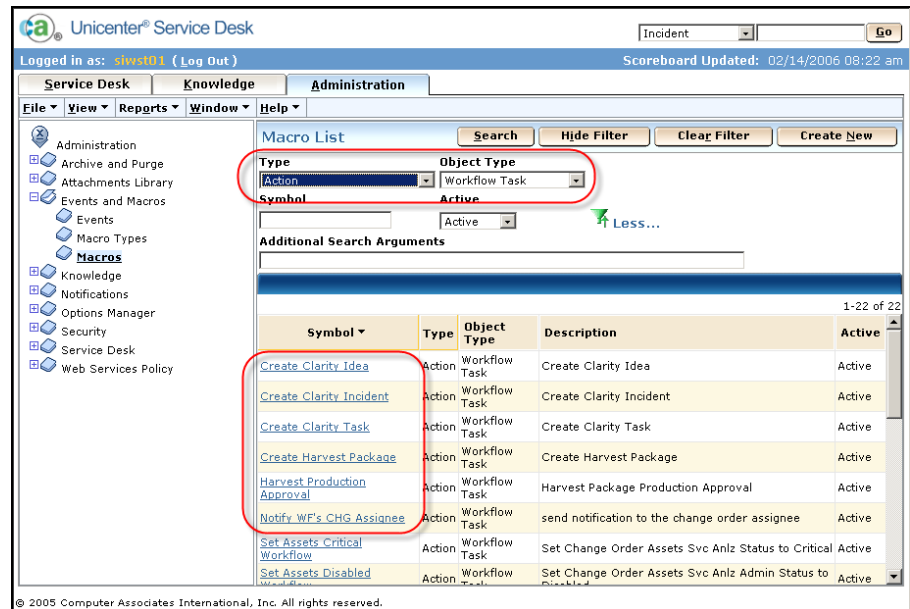 ca® Unicenter® Service Desk
Incident Go
Logged in as: siwst01 ( Log Out ) Scoreboard Updated: 02/14/2006 08:22 am
Service Desk Knowledge Administration
File View Reports Window Help
Administration
Archive and Purge
Attachments Library
Events and Macros
Events
Macro Types
Macros
Knowledge
Notifications
Options Manager
Security
Service Desk
Web Services Policy
Macro List Search Hide Filter Clear Filter Create New
Type Object Type
Action Workflow Task
Symbol Active
Active Less...
Additional Search Arguments
1-22 of 22
Symbol Type Object Type Description Active
Create Clarity Idea Action Workflow Task Create Clarity Idea Active
Create Clarity Incident Action Workflow Task Create Clarity Incident Active
Create Clarity Task Action Workflow Task Create Clarity Task Active
Create Harvest Package Action Workflow Task Create Harvest Package Active
Harvest Production Approval Action Workflow Task Harvest Package Production Approval Active
Notify WF's CHG Assignee Action Workflow Task send notification to the change order assignee Active
Set Assets Critical Workflow Action Workflow Task Set Change Order Assets Svc Anlz Status to Critical Active
Set Assets Disabled Workflow Action Workflow Task Set Change Order Assets Svc Anlz Admin Status to Disabled Active
© 2005 Computer Associates International, Inc. All rights reserved.